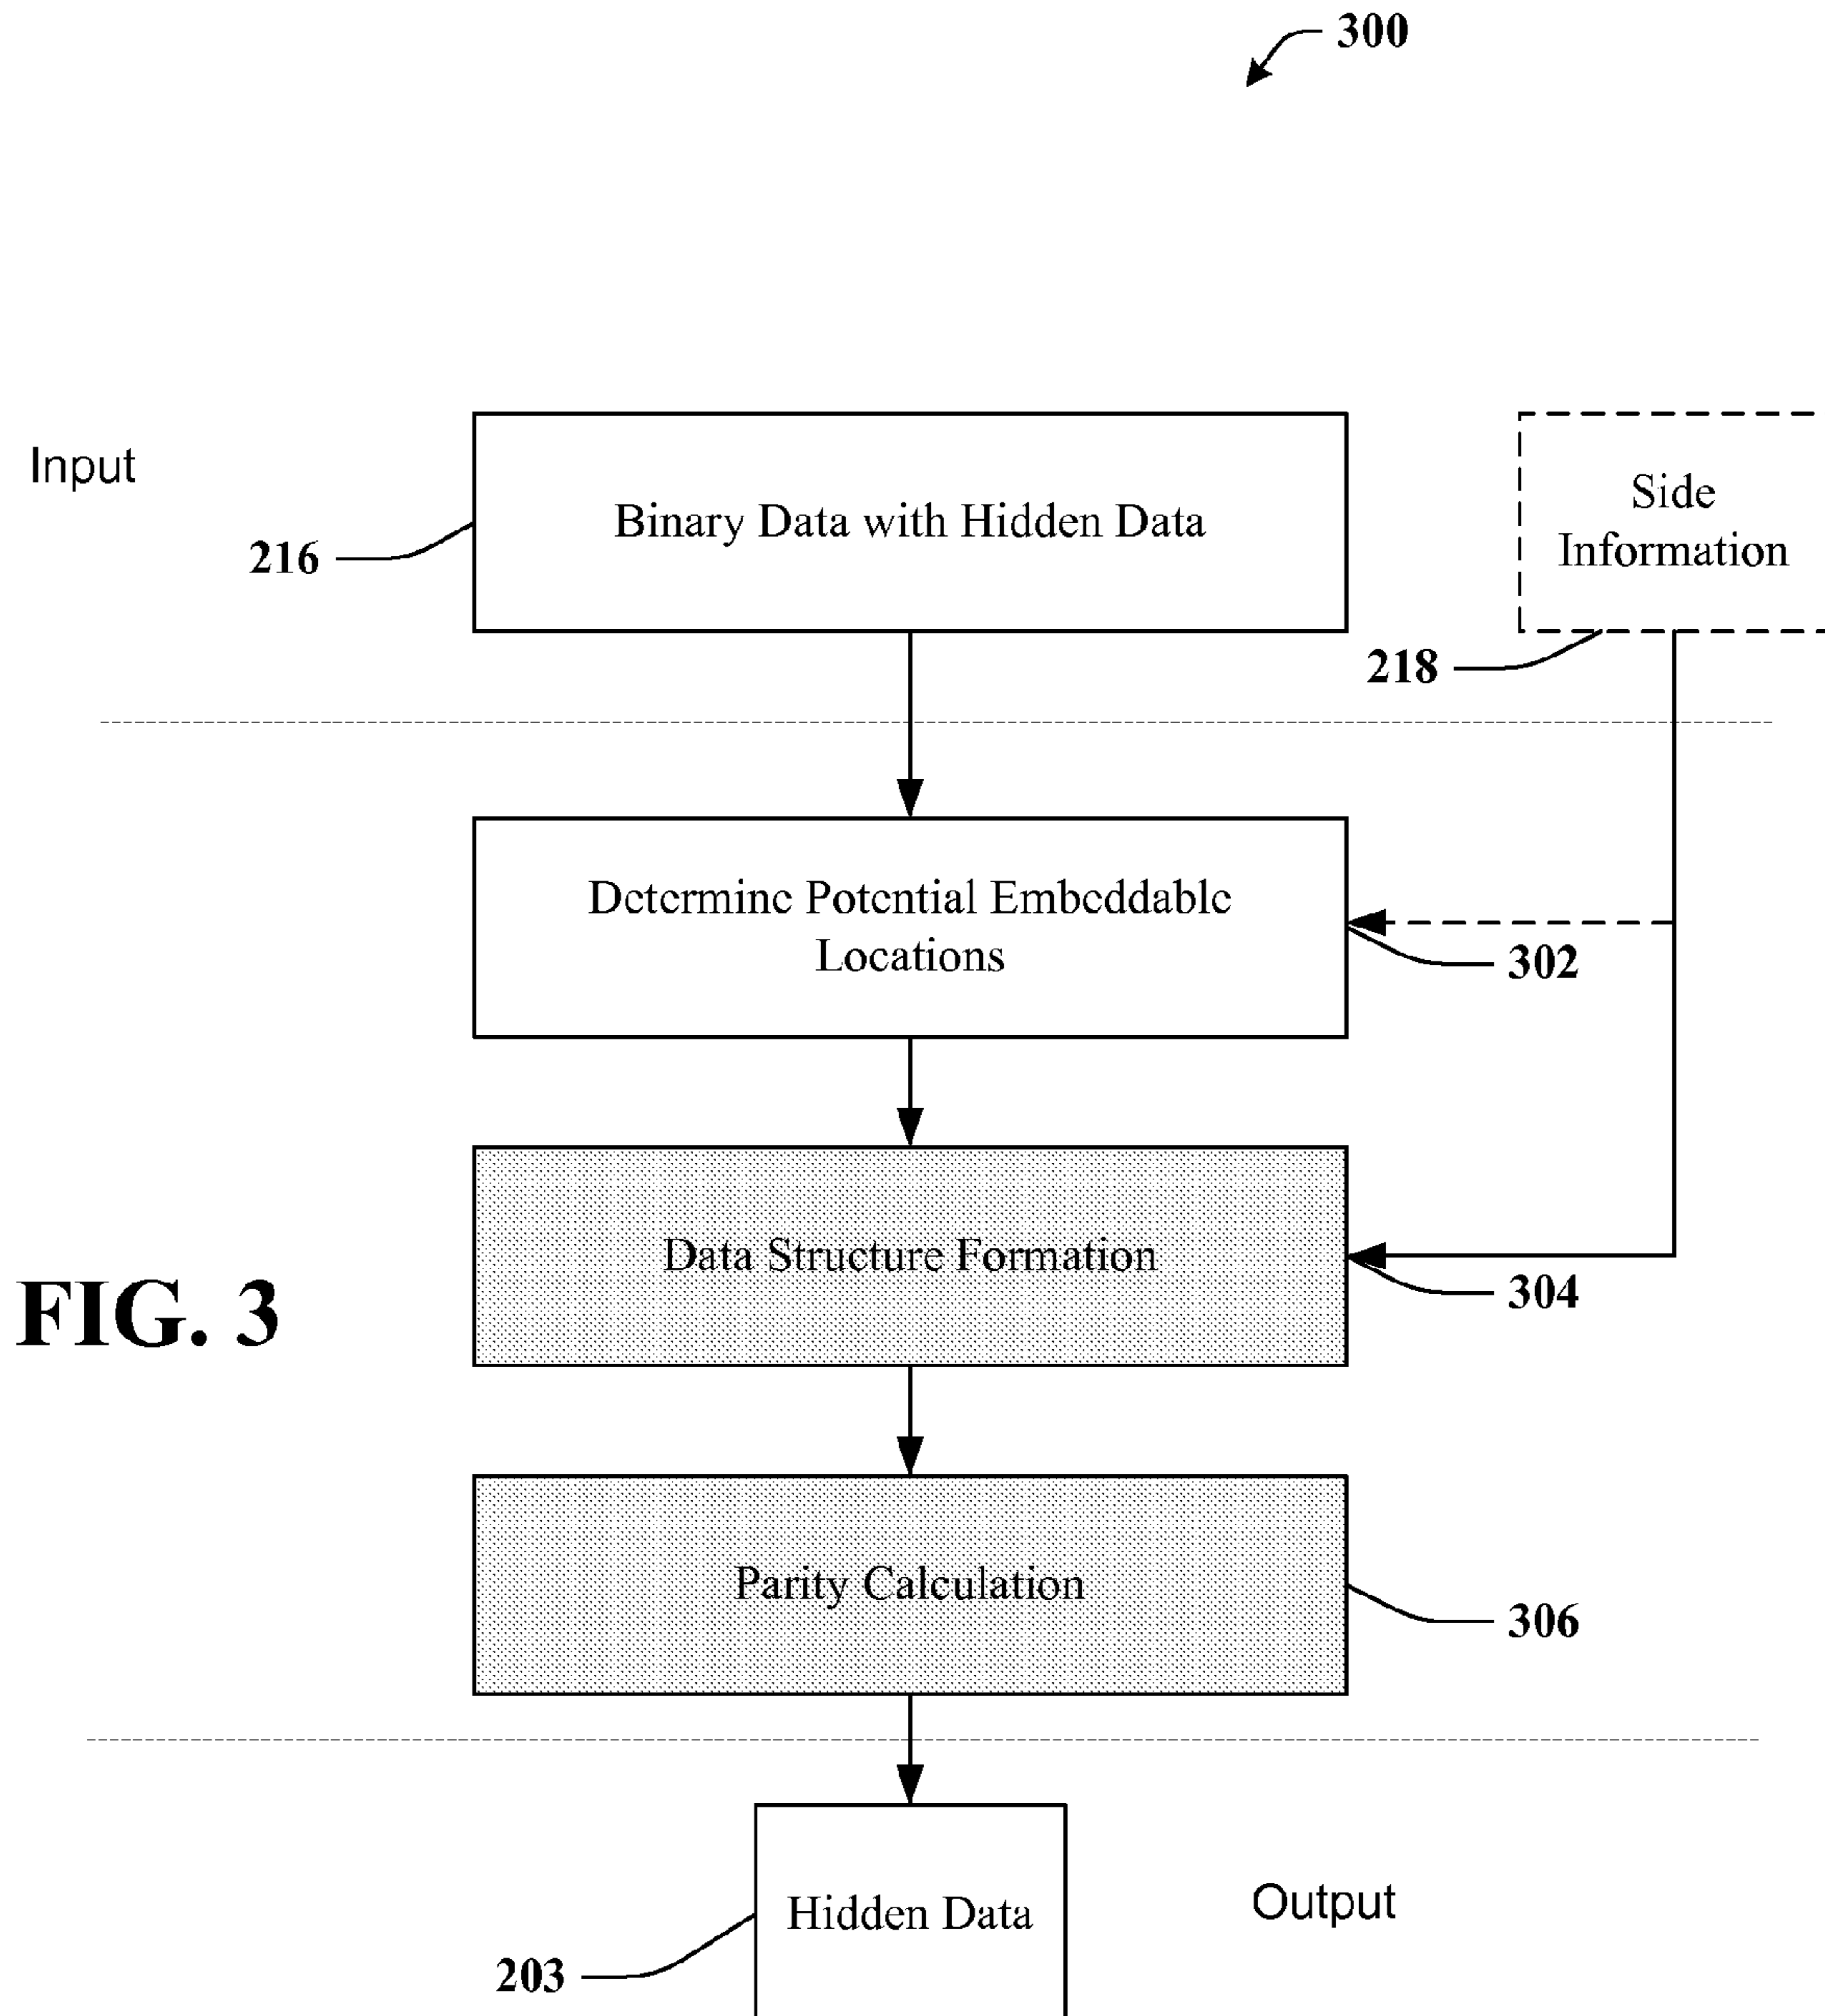 300
Input
Binary Data with Hidden Data
216
Side
Information
218
Determine Potential Embeddable
Locations
302
Data Structure Formation
304
FIG. 3
Parity Calculation
306
Hidden Data
Output
203